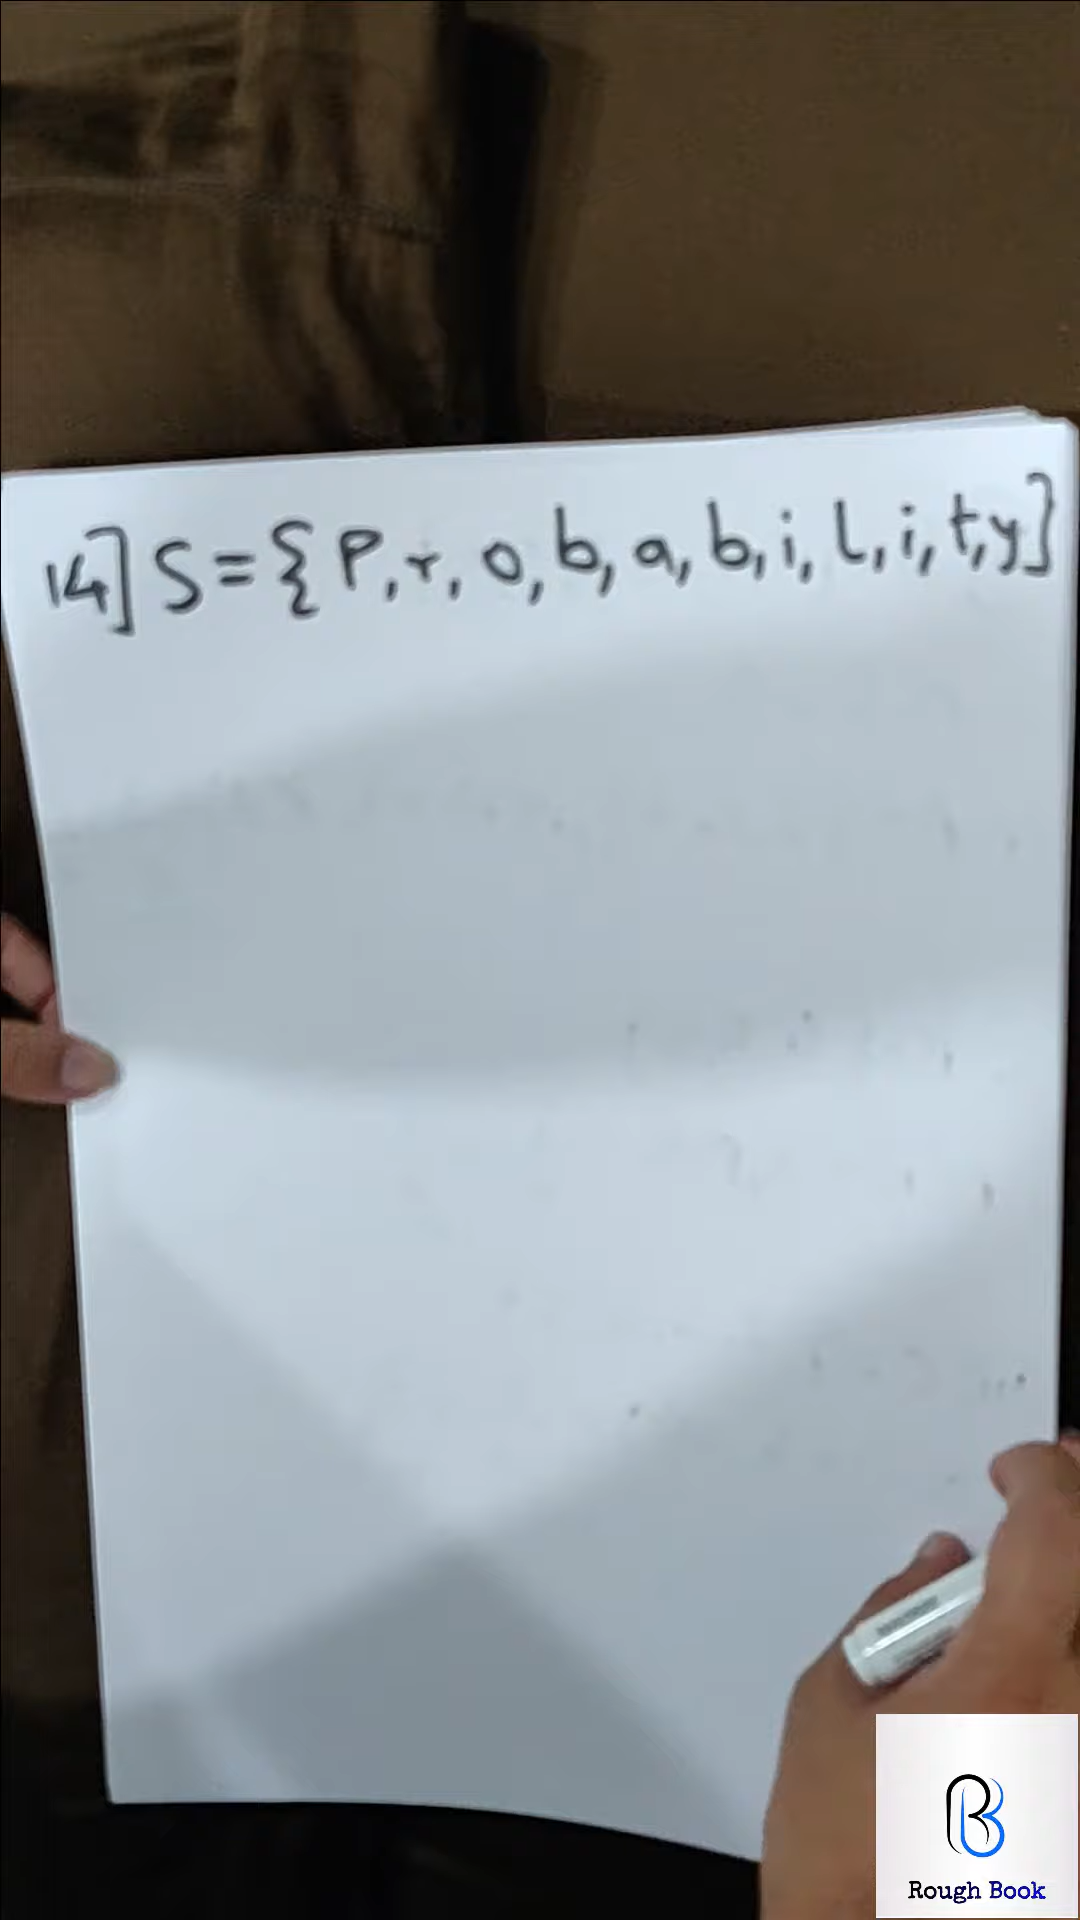 14] S = { P, r, o, b, a, b, i, l, i, t, y]
Rough Book